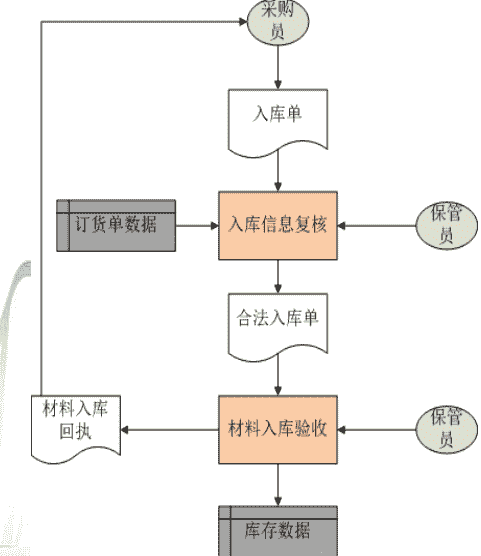 采购
员
入库单
订货单数据
入库信息复核
保管
员
合法入库单
材料入库
回执
材料入库验收
保管
员
库存数据